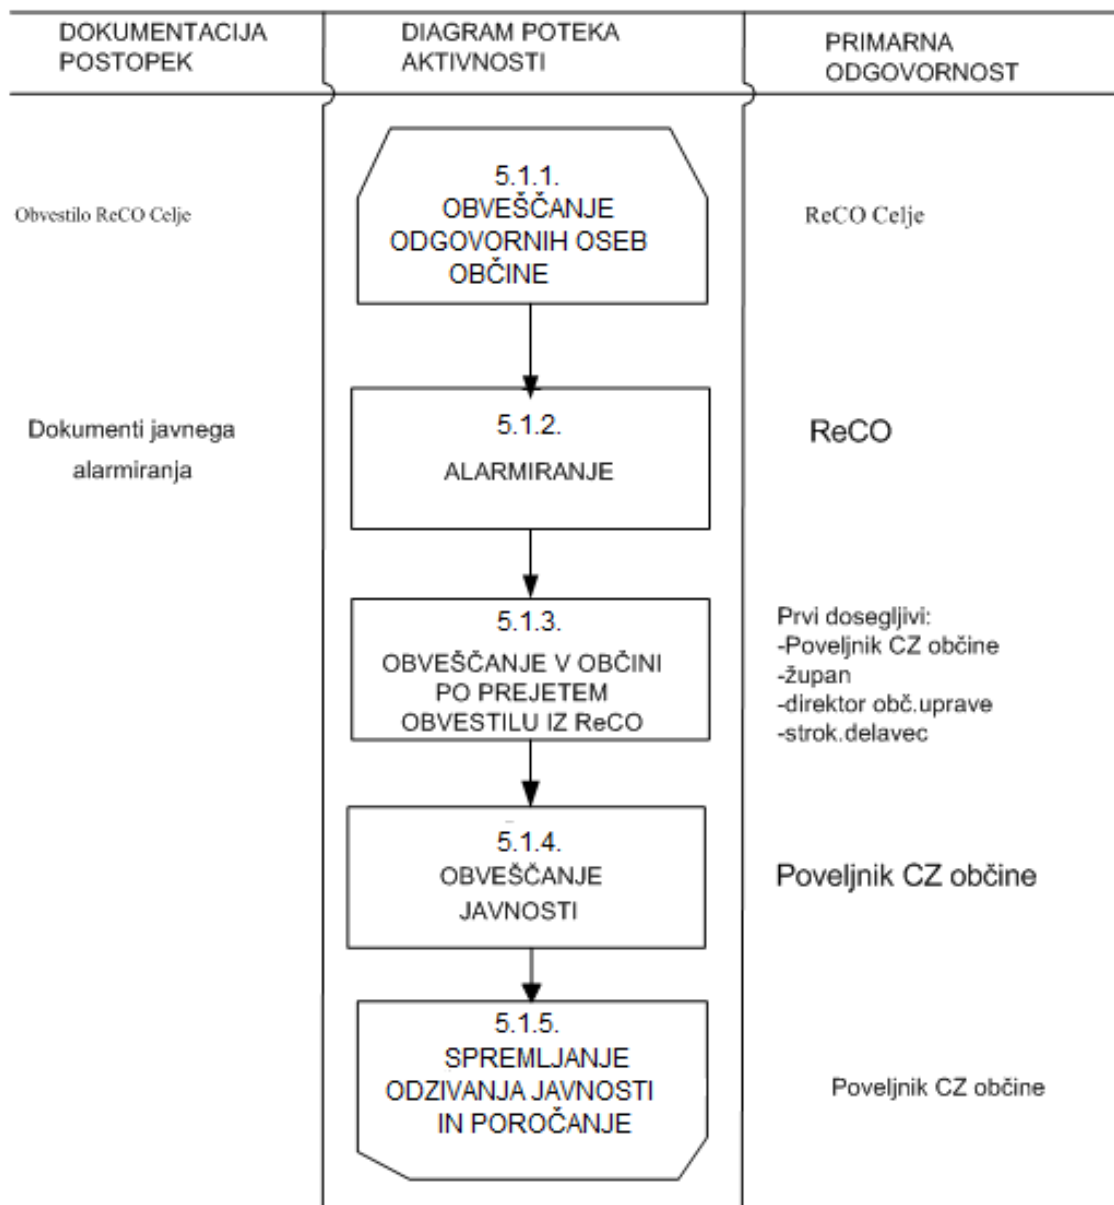 DOKUMENTACIJA
POSTOPEK
DIAGRAM POTEKA
AKTIVNOSTI
PRIMARNA
ODGOVORNOST
Obvestilo ReCO Celje
5.1.1.
OBVEŠČANJE
ODGOVORNIH OSEB
OBČINE
ReCO Celje
Dokumenti javnega
alarmiranja
5.1.2.
ALARMIRANJE
ReCO
5.1.3.
OBVEŠČANJE V OBČINI
PO PREJETEM
OBVESTILU IZ ReCO
Prvi dosegljivi:
-Poveljnik CZ občine
-župan
-direktor obč.uprave
-strok.delavec
5.1.4.
OBVEŠČANJE
JAVNOSTI
Poveljnik CZ občine
5.1.5.
SPREMLJANJE
ODZIVANJA JAVNOSTI
IN POROČANJE
Poveljnik CZ občine